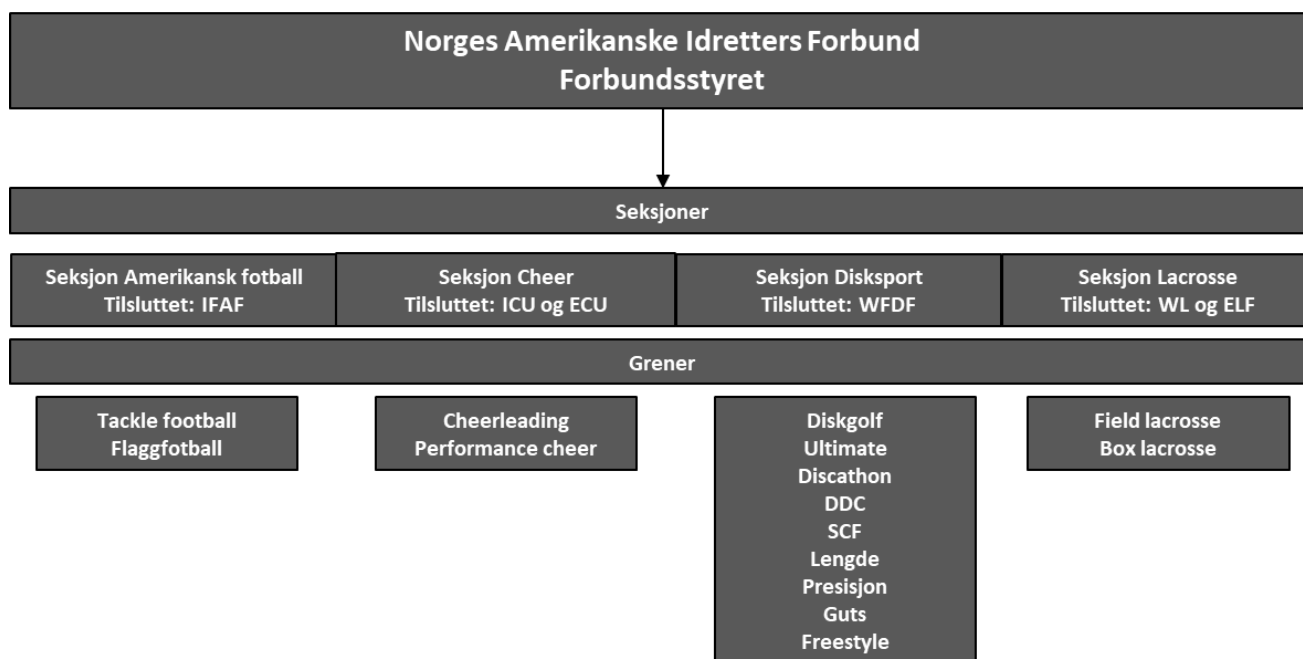 Norges Amerikanske Idretters Forbund
Forbundsstyret
Seksjoner
Seksjon Amerikansk fotball
Tilsluttet: IFAF
Seksjon Cheer
Tilsluttet: ICU og ECU
Seksjon Disksport
Tilsluttet: WFDF
Seksjon Lacrosse
Tilsluttet: WL og ELF
Grener
Tackle football
Flaggfotball
Cheerleading
Performance cheer
Diskgolf
Ultimate
Discathon
DDC
SCF
Lengde
Presisjon
Guts
Freestyle
Field lacrosse
Box lacrosse